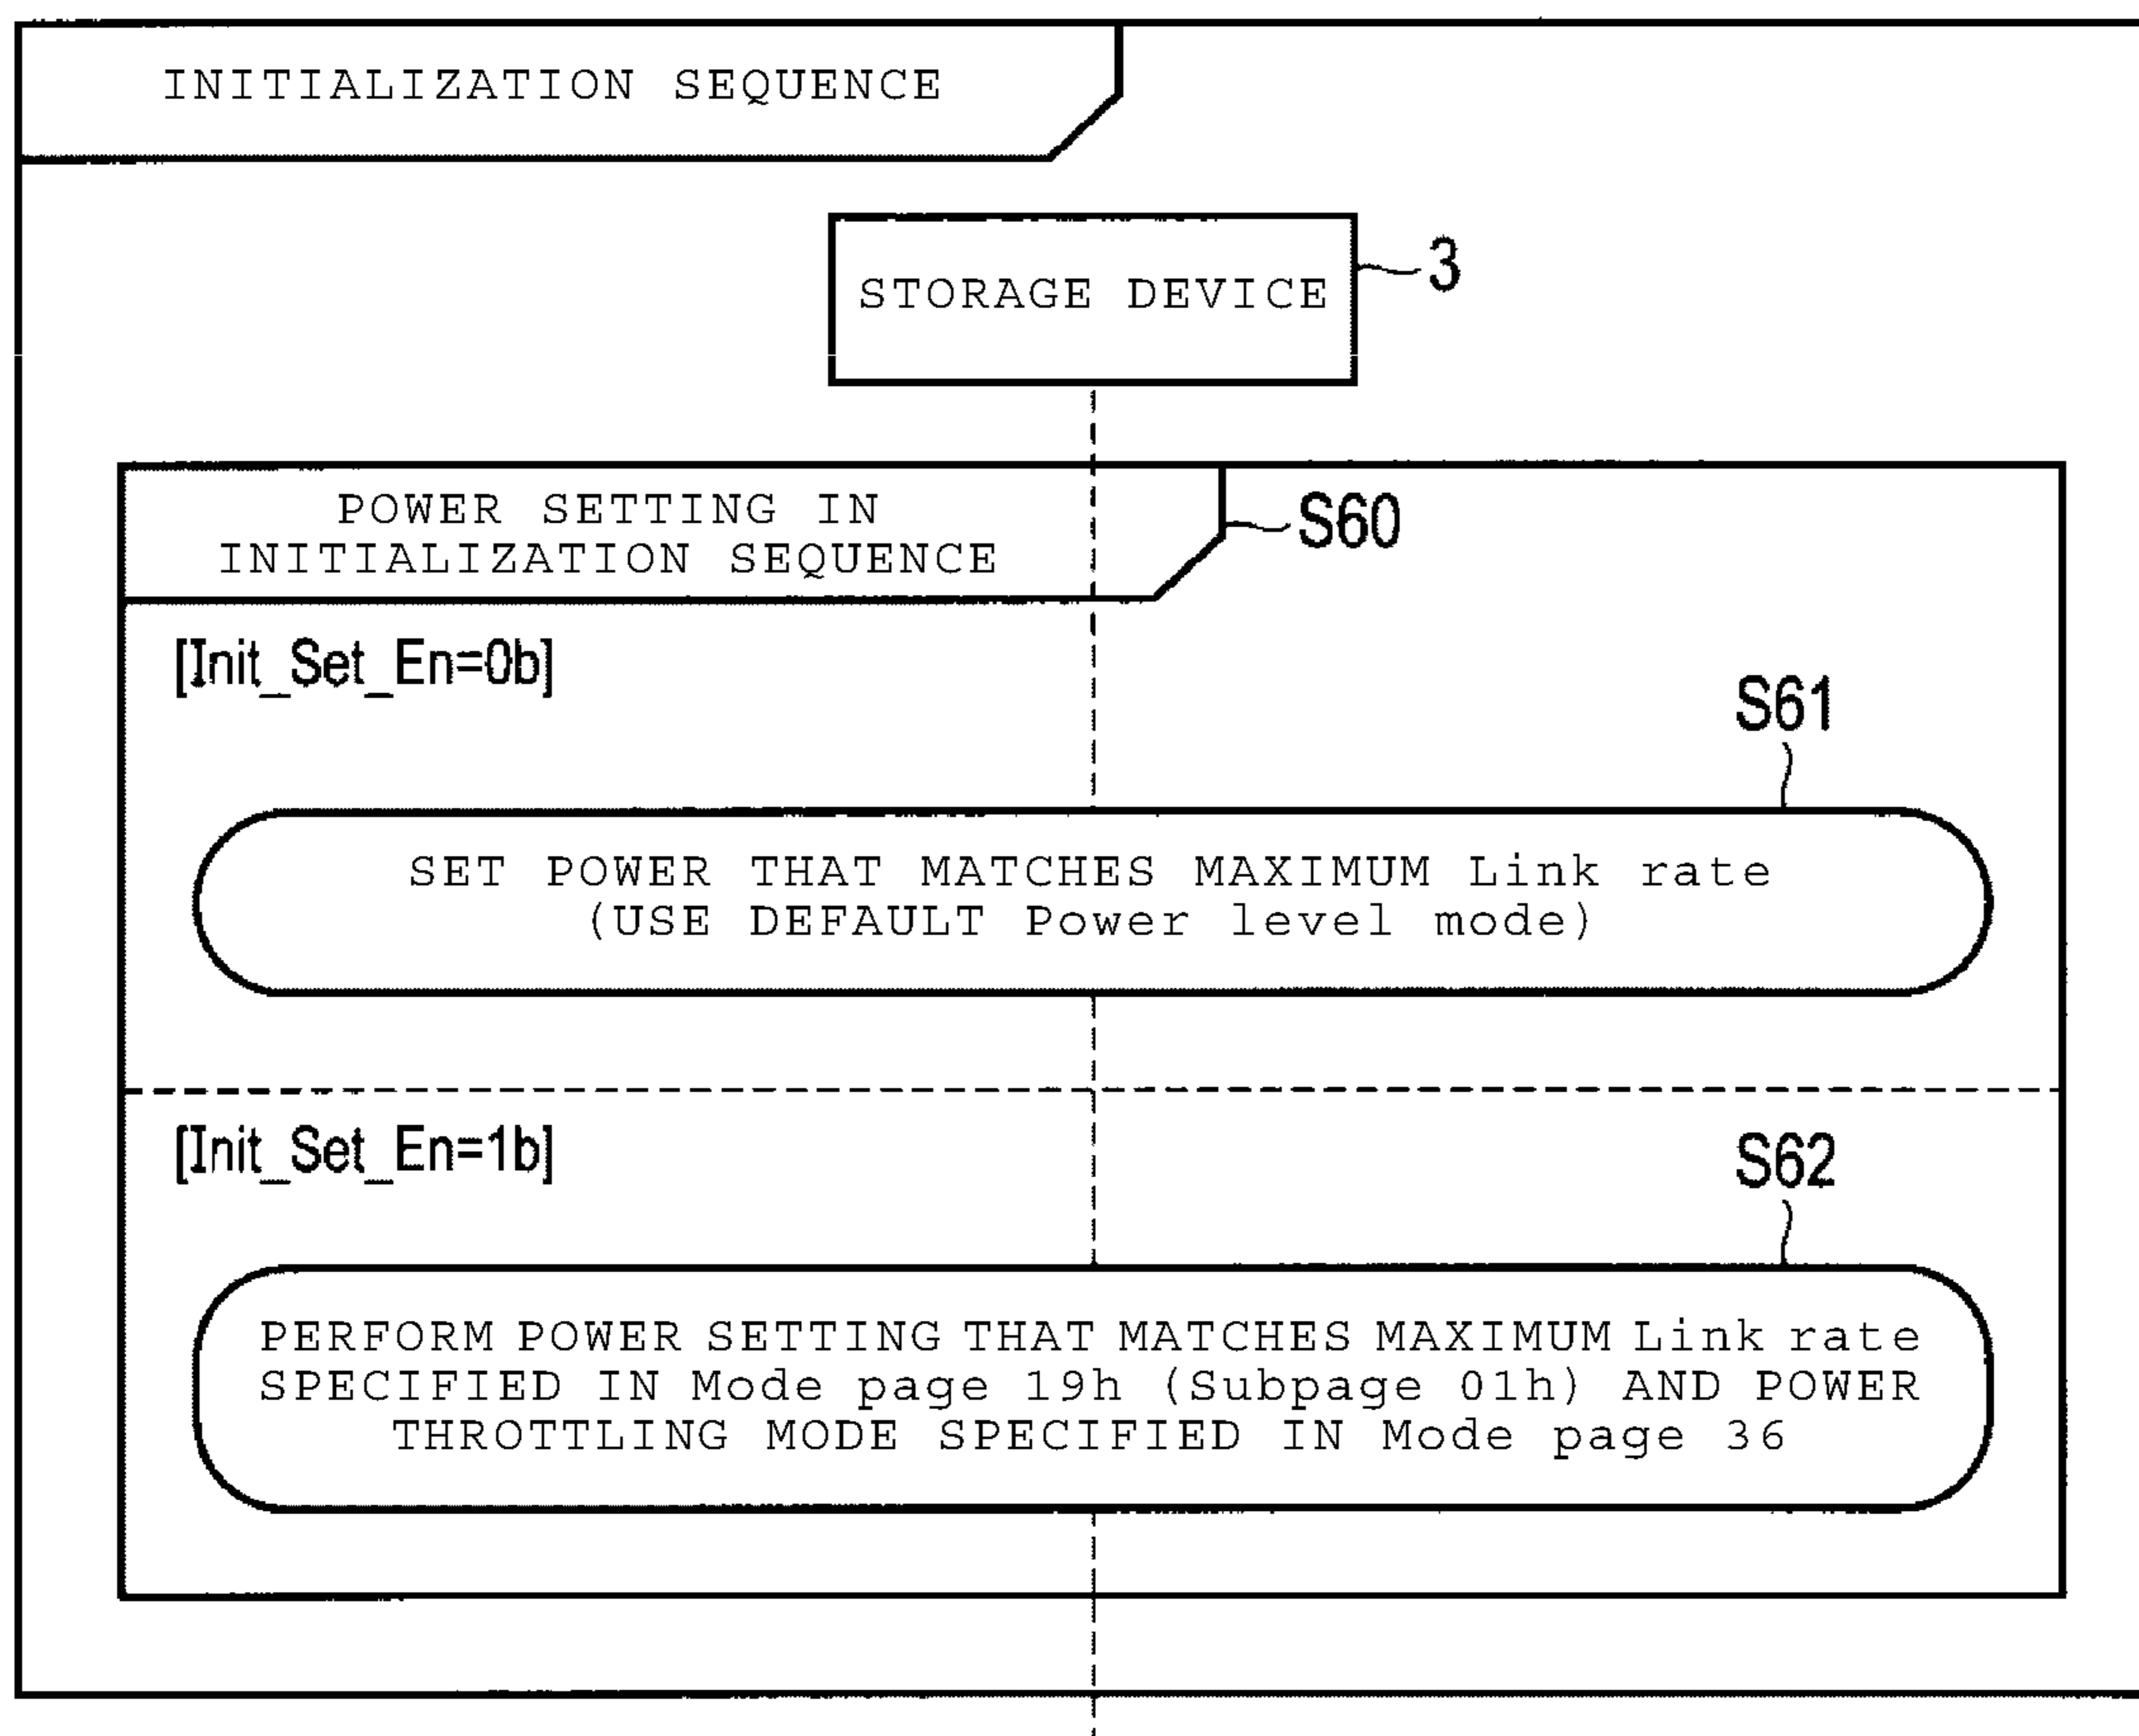 INITIALIZATION SEQUENCE
STORAGE DEVICE
3
POWER SETTING IN
INITIALIZATION SEQUENCE
S60
[Init_Set_En=0b]
S61
SET POWER THAT MATCHES MAXIMUM Link rate
(USE DEFAULT Power level mode)
[Init_Set_En=1b]
S62
PERFORM POWER SETTING THAT MATCHES MAXIMUM Link rate
SPECIFIED IN Mode page 19h (Subpage 01h) AND POWER
THROTTLING MODE SPECIFIED IN Mode page 36